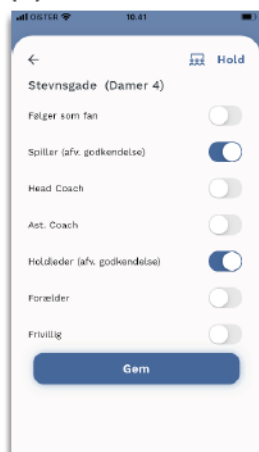 OISTER 10.41
← Hold
Stevnsgade (Damer 4)
Følger som fan
Spiller (afv. godkendelse)
Head Coach
Ast. Coach
Holdleder (afv. godkendelse)
Forælder
Frivillig
Gem